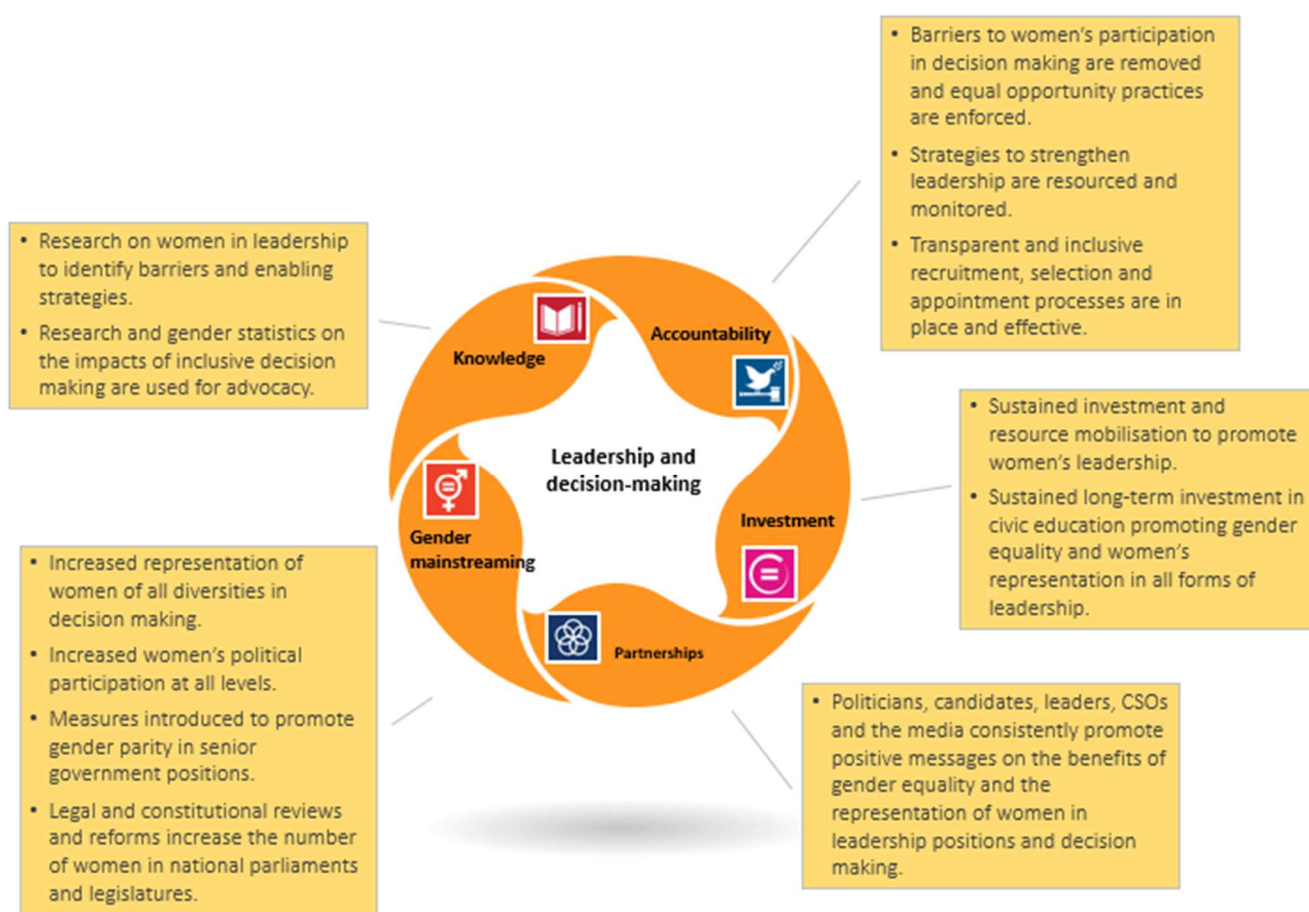 • Barriers to women's participation
in decision making are removed
and equal opportunity practices
are enforced.
• Strategies to strengthen
leadership are resourced and
monitored.
• Transparent and inclusive
recruitment, selection and
appointment processes are in
place and effective.
• Research on women in leadership
to identify barriers and enabling
strategies.
• Research and gender statistics on
the impacts of inclusive decision
making are used for advocacy.
Knowledge
Accountability
Leadership and
decision-making
Investment
Gender
mainstreaming
Partnerships
• Sustained investment and
resource mobilisation to promote
women's leadership.
• Sustained long-term investment in
civic education promoting gender
equality and women's
representation in all forms of
leadership.
• Increased representation of
women of all diversities in
decision making.
• Increased women's political
participation at all levels.
• Measures introduced to promote
gender parity in senior
government positions.
• Legal and constitutional reviews
and reforms increase the number
of women in national parliaments
and legislatures.
• Politicians, candidates, leaders, CSOs
and the media consistently promote
positive messages on the benefits of
gender equality and the
representation of women in
leadership positions and decision
making.